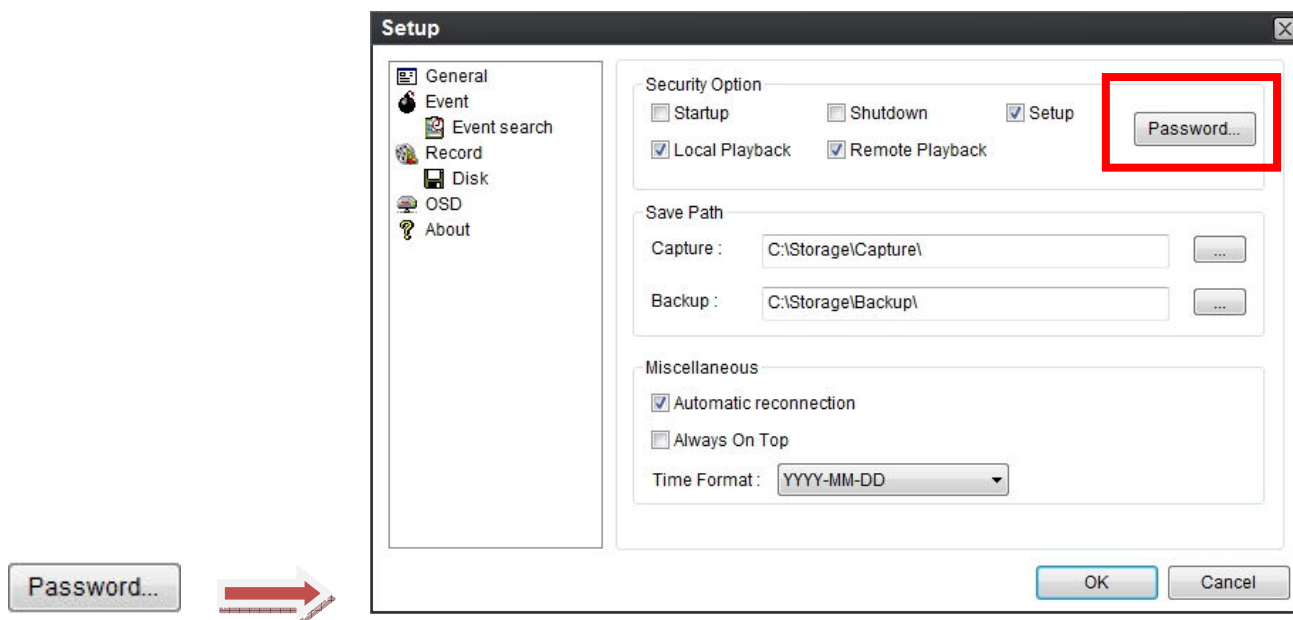 Setup
General
Event
Event search
Record
Disk
OSD
About
Security Option
Startup Shutdown Setup
Password...
Local Playback Remote Playback
Save Path
Capture : C:\Storage\Capture\ ...
Backup : C:\Storage\Backup\ ...
Miscellaneous
Automatic reconnection
Always On Top
Time Format : YYYY-MM-DD
OK Cancel
Password...